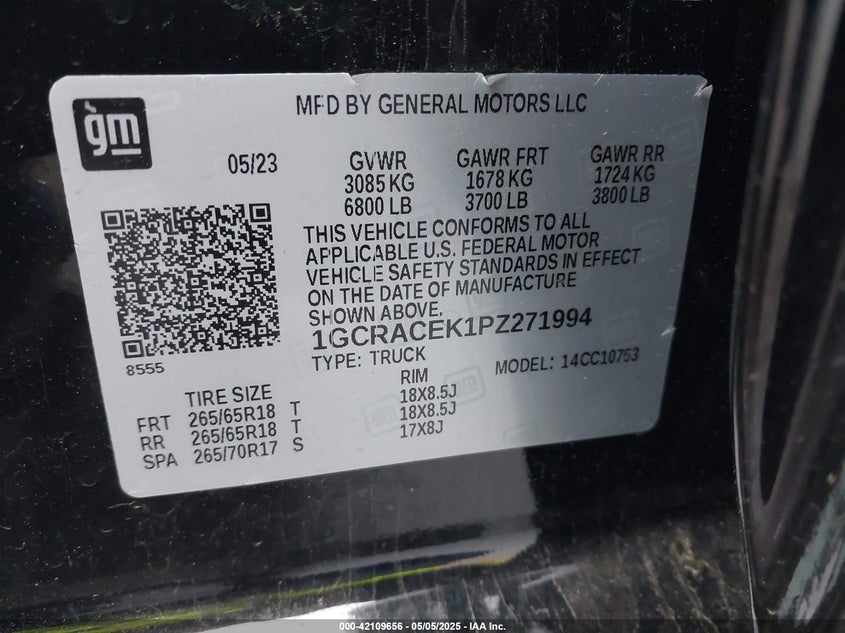 MFD BY GENERAL MOTORS LLC
gm
05/23 GVWR GAWR FRT GAWR RR
3085 KG 1678 KG 1724 KG
6800 LB 3700 LB 3800 LB
THIS VEHICLE CONFORMS TO ALL
APPLICABLE U.S. FEDERAL MOTOR
VEHICLE SAFETY STANDARDS IN EFFECT
ON THE DATE OF MANUFACTURE
SHOWN ABOVE.
1GCRACEK1PZ271994
TYPE: TRUCK MODEL: 14CC10753
8555
TIRE SIZE RIM
FRT 265/65R18 T 18X8.5J
RR 265/65R18 T 18X8.5J
SPA 265/70R17 S 17X8J
000-42109656 - 05/05/2025 - IAA Inc.